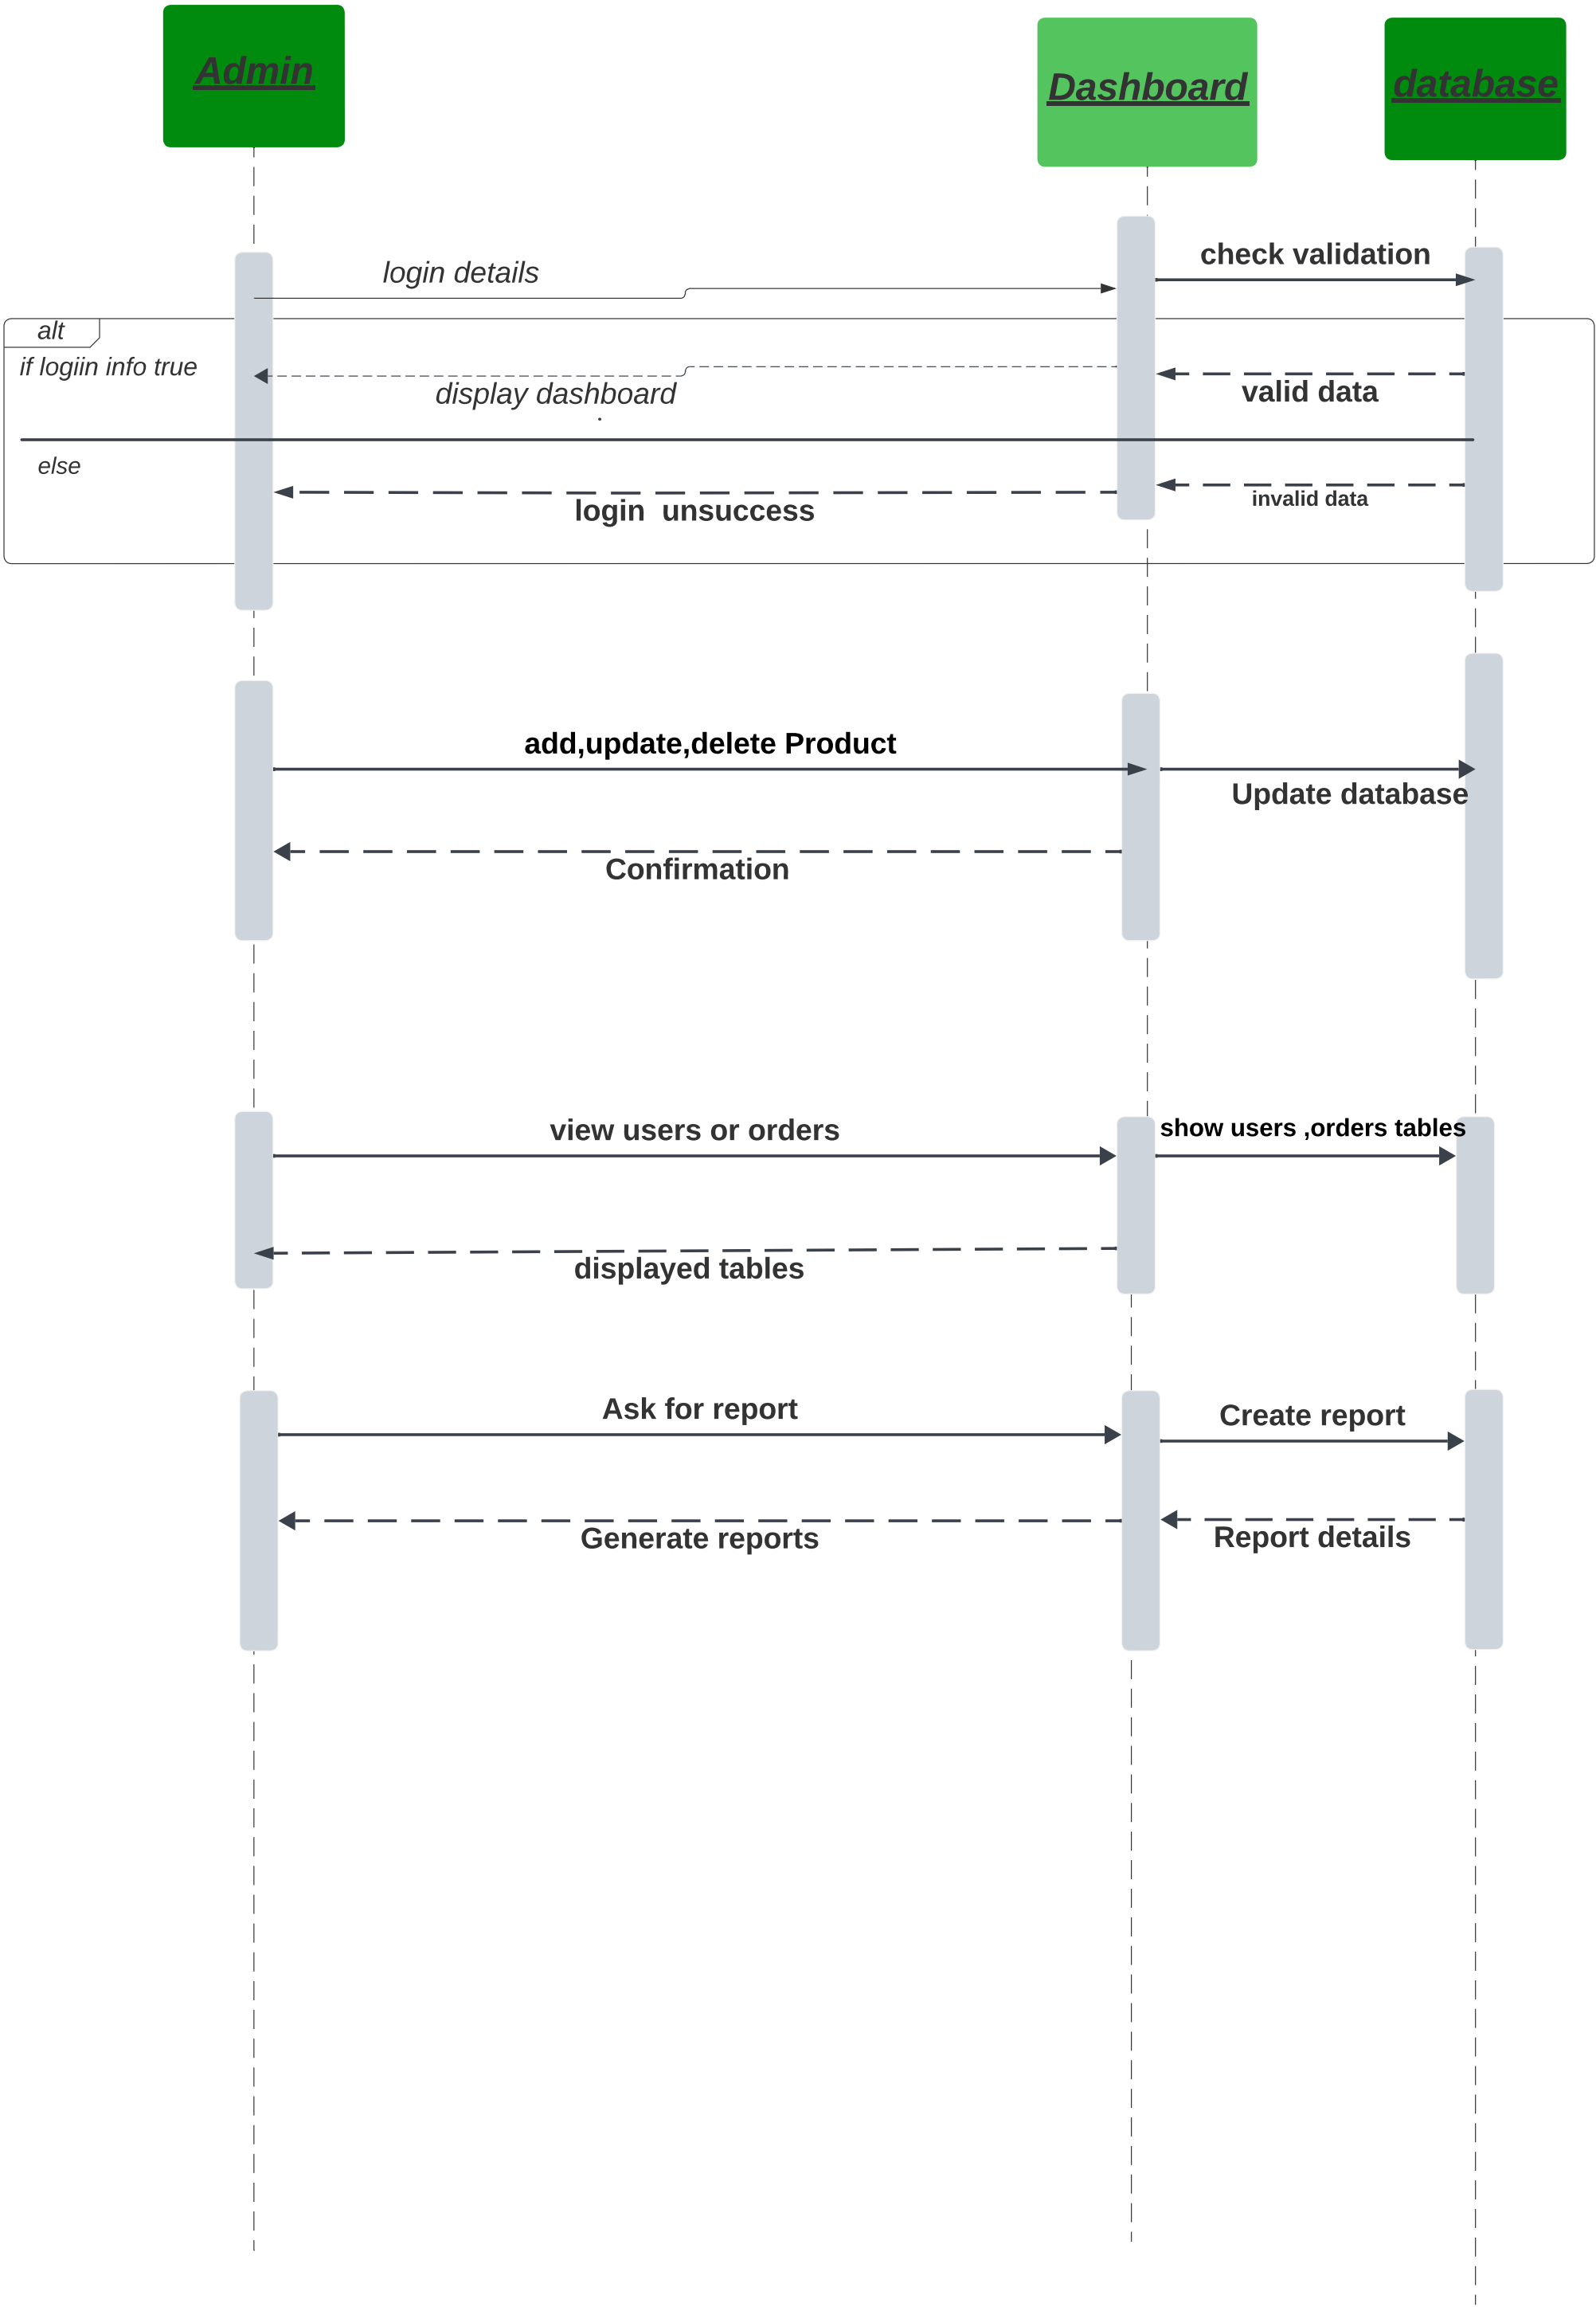 Admin
Dashboard
database
login details
check validation
alt
if logiin info true
display dashboard
.
valid data
else
login  unsuccess
invalid data
add,update,delete Product
Update database
Confirmation
view users or orders
show users ,orders tables
displayed tables
Ask for report
Create report
Generate reports
Report details